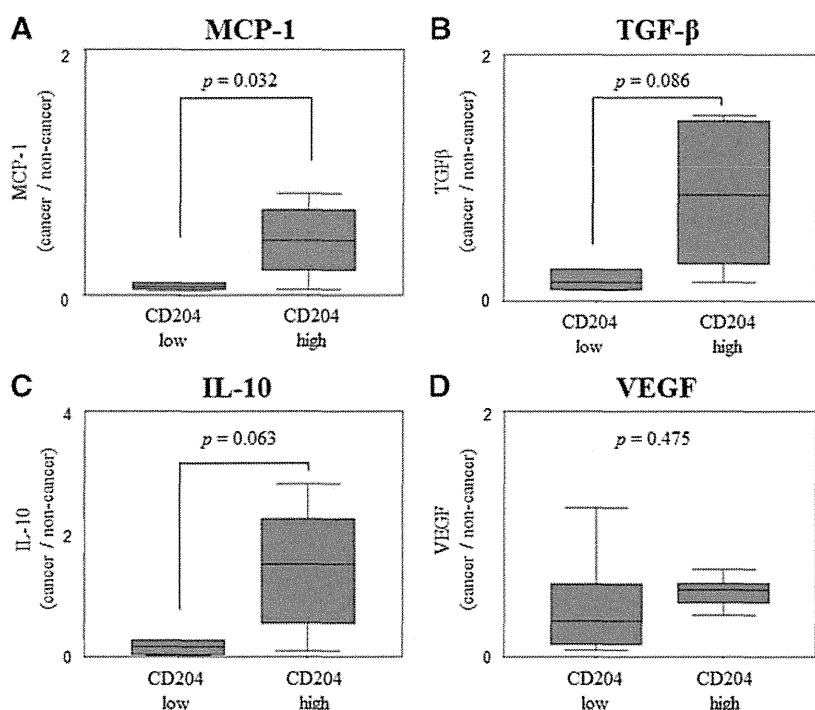 A
MCP-1
2
p = 0.032
MCP-1
(cancer / non-cancer)
0
CD204
low
CD204
high
B
TGF-β
2
p = 0.086
TGFβ
(cancer / non-cancer)
0
CD204
low
CD204
high
C
IL-10
4
p = 0.063
IL-10
(cancer / non-cancer)
2
0
CD204
low
CD204
high
D
VEGF
2
p = 0.475
VEGF
(cancer / non-cancer)
0
CD204
low
CD204
high